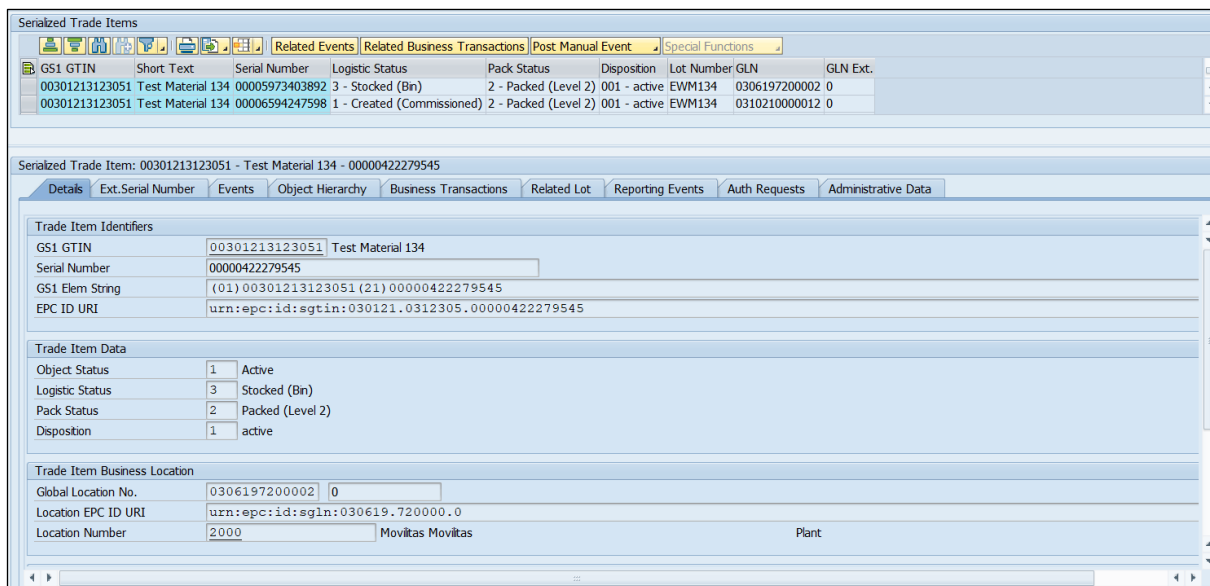 Serialized Trade Items
Related Events Related Business Transactions Post Manual Event Special Functions
GS1 GTIN Short Text Serial Number Logistic Status Pack Status Disposition Lot Number GLN GLN Ext.
00301213123051 Test Material 134 00005973403892 3 - Stocked (Bin) 2 - Packed (Level 2) 001 - active EWM134 0306197200002 0
00301213123051 Test Material 134 00006594247598 1 - Created (Commissioned) 2 - Packed (Level 2) 001 - active EWM134 0310210000012 0
Serialized Trade Item: 00301213123051 - Test Material 134 - 00000422279545
Details Ext.Serial Number Events Object Hierarchy Business Transactions Related Lot Reporting Events Auth Requests Administrative Data
Trade Item Identifiers
GS1 GTIN 00301213123051 Test Material 134
Serial Number 00000422279545
GS1 Elem String (01)00301213123051(21)00000422279545
EPC ID URI urn:epc:id:sgtin:030121.0312305.00000422279545
Trade Item Data
Object Status 1 Active
Logistic Status 3 Stocked (Bin)
Pack Status 2 Packed (Level 2)
Disposition 1 active
Trade Item Business Location
Global Location No. 0306197200002 0
Location EPC ID URI urn:epc:id:sgln:030619.720000.0
Location Number 2000 Moviltas Moviltas Plant